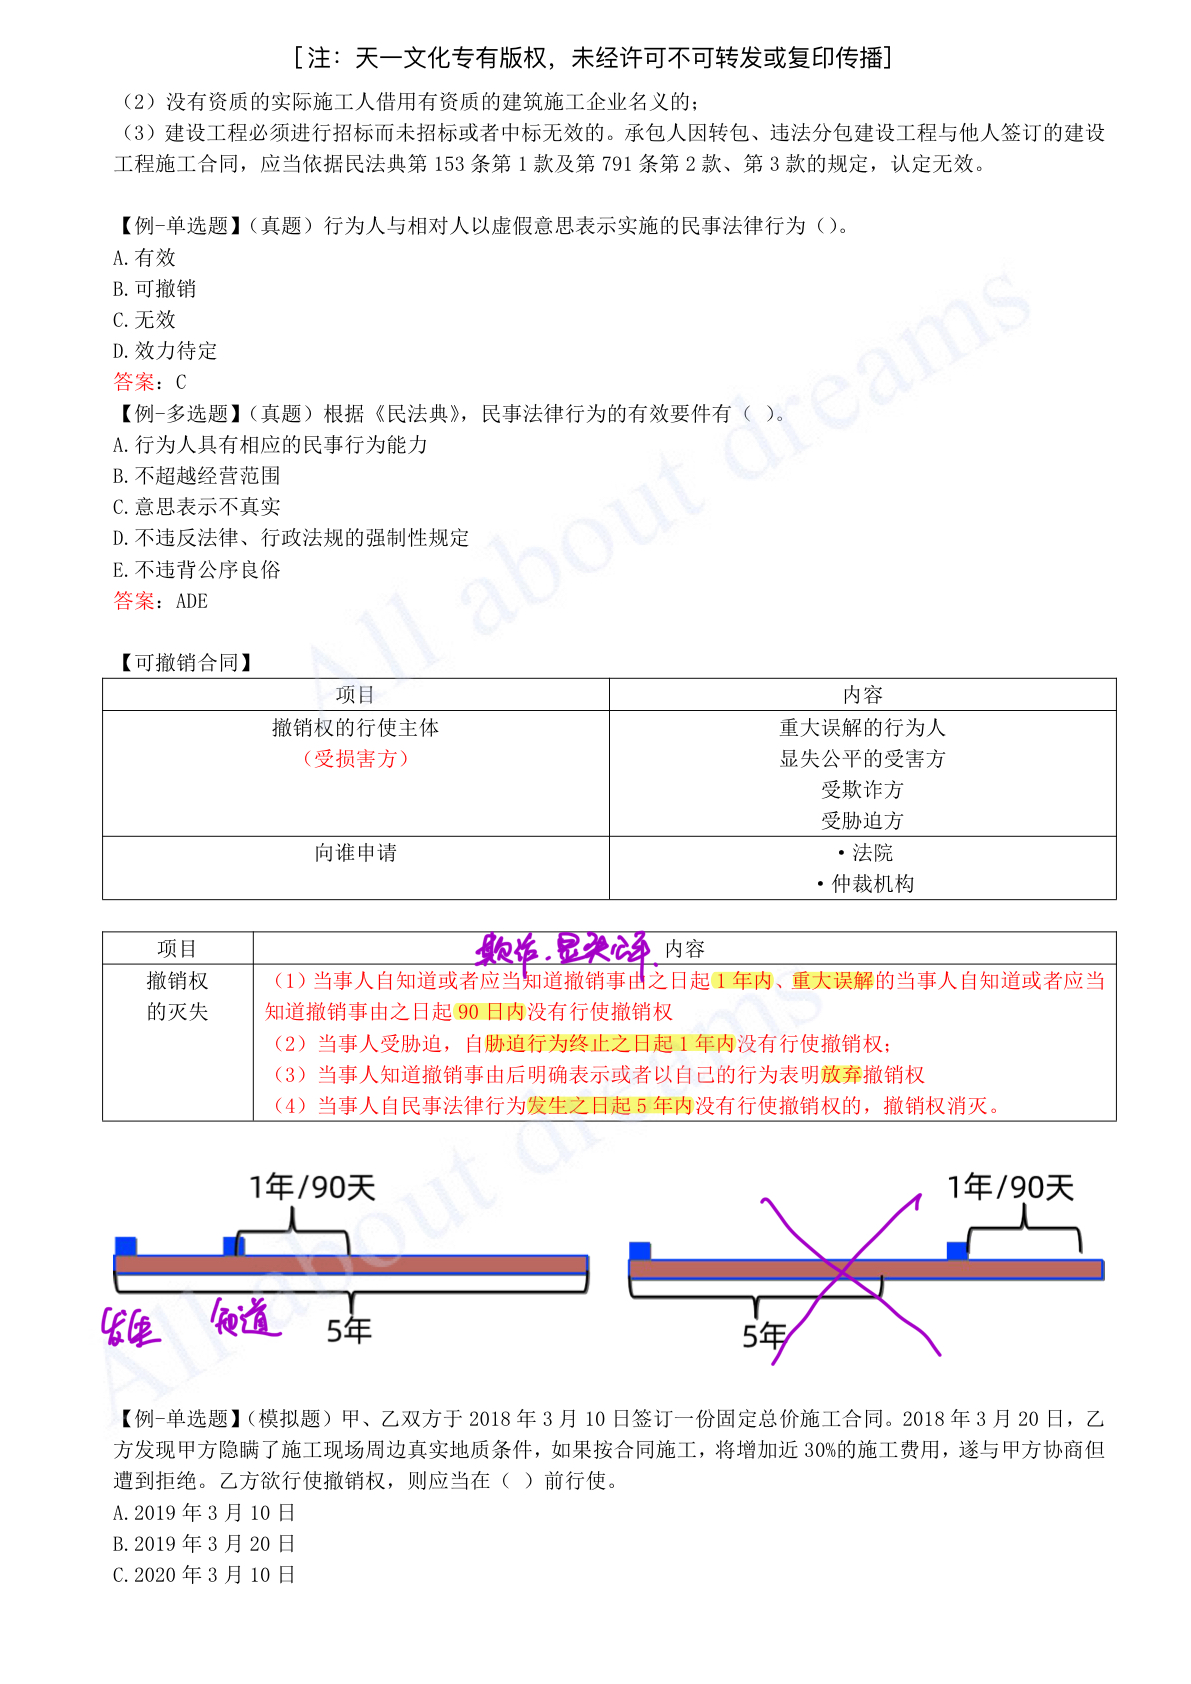 [注：天一文化专有版权，未经许可不可转发或复印传播]
（2）没有资质的实际施工人借用有资质的建筑施工企业名义的；
（3）建设工程必须进行招标而未招标或者中标无效的。承包人因转包、违法分包建设工程与他人签订的建设
工程施工合同，应当依据民法典第 153 条第 1 款及第 791 条第 2 款、第 3 款的规定，认定无效。
【例-单选题】（真题）行为人与相对人以虚假意思表示实施的民事法律行为（）。
A.有效
B.可撤销
C.无效
D.效力待定
答案：C
【例-多选题】（真题）根据《民法典》，民事法律行为的有效要件有（ ）。
A.行为人具有相应的民事行为能力
B.不超越经营范围
C.意思表示不真实
D.不违反法律、行政法规的强制性规定
E.不违背公序良俗
答案：ADE
【可撤销合同】
项目 内容
撤销权的行使主体 重大误解的行为人
（受损害方） 显失公平的受害方
受欺诈方
受胁迫方
向谁申请 ·法院
·仲裁机构
项目 欺诈.显失公平. 内容
撤销权 （1）当事人自知道或者应当知道撤销事由之日起 1 年内、重大误解的当事人自知道或者应当
的灭失 知道撤销事由之日起 90 日内没有行使撤销权
（2）当事人受胁迫，自胁迫行为终止之日起 1 年内没有行使撤销权；
（3）当事人知道撤销事由后明确表示或者以自己的行为表明放弃撤销权
（4）当事人自民事法律行为发生之日起 5 年内没有行使撤销权的，撤销权消灭。
1年/90天 1年/90天
发生 知道 5年 5年
【例-单选题】（模拟题）甲、乙双方于 2018 年 3 月 10 日签订一份固定总价施工合同。2018 年 3 月 20 日，乙
方发现甲方隐瞒了施工现场周边真实地质条件，如果按合同施工，将增加近 30%的施工费用，遂与甲方协商但
遭到拒绝。乙方欲行使撤销权，则应当在（ ）前行使。
A.2019 年 3 月 10 日
B.2019 年 3 月 20 日
C.2020 年 3 月 10 日
All about dreams
All about dreams